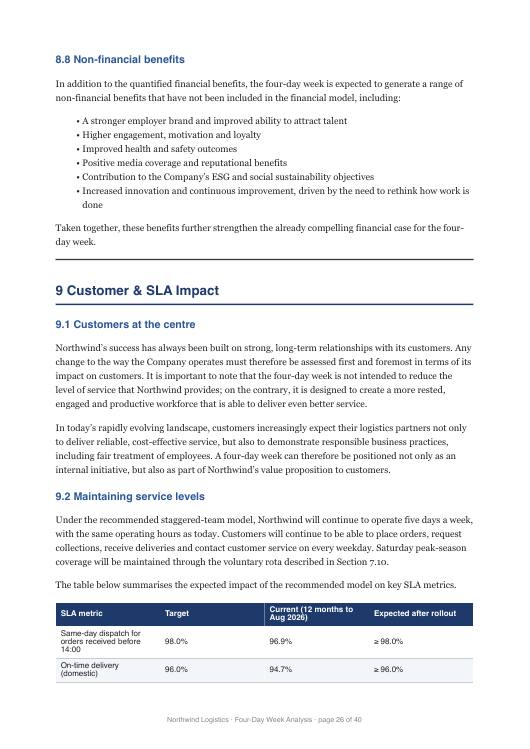 8.8 Non-financial benefits
In addition to the quantified financial benefits, the four-day week is expected to generate a range of
non-financial benefits that have not been included in the financial model, including:
• A stronger employer brand and improved ability to attract talent
• Higher engagement, motivation and loyalty
• Improved health and safety outcomes
• Positive media coverage and reputational benefits
• Contribution to the Company's ESG and social sustainability objectives
• Increased innovation and continuous improvement, driven by the need to rethink how work is
done
Taken together, these benefits further strengthen the already compelling financial case for the four-
day week.
9 Customer & SLA Impact
9.1 Customers at the centre
Northwind's success has always been built on strong, long-term relationships with its customers. Any
change to the way the Company operates must therefore be assessed first and foremost in terms of its
impact on customers. It is important to note that the four-day week is not intended to reduce the
level of service that Northwind provides; on the contrary, it is designed to create a more rested,
engaged and productive workforce that is able to deliver even better service.
In today's rapidly evolving landscape, customers increasingly expect their logistics partners not only
to deliver reliable, cost-effective service, but also to demonstrate responsible business practices,
including fair treatment of employees. A four-day week can therefore be positioned not only as an
internal initiative, but also as part of Northwind's value proposition to customers.
9.2 Maintaining service levels
Under the recommended staggered-team model, Northwind will continue to operate five days a week,
with the same operating hours as today. Customers will continue to be able to place orders, request
collections, receive deliveries and contact customer service on every weekday. Saturday peak-season
coverage will be maintained through the voluntary rota described in Section 7.10.
The table below summarises the expected impact of the recommended model on key SLA metrics.
SLA metric Target Current (12 months to Expected after rollout
Aug 2026)
Same-day dispatch for
orders received before 98.0% 96.9% ≥ 98.0%
14:00
On-time delivery 96.0% 94.7% ≥ 96.0%
(domestic)
Northwind Logistics · Four-Day Week Analysis · page 26 of 40